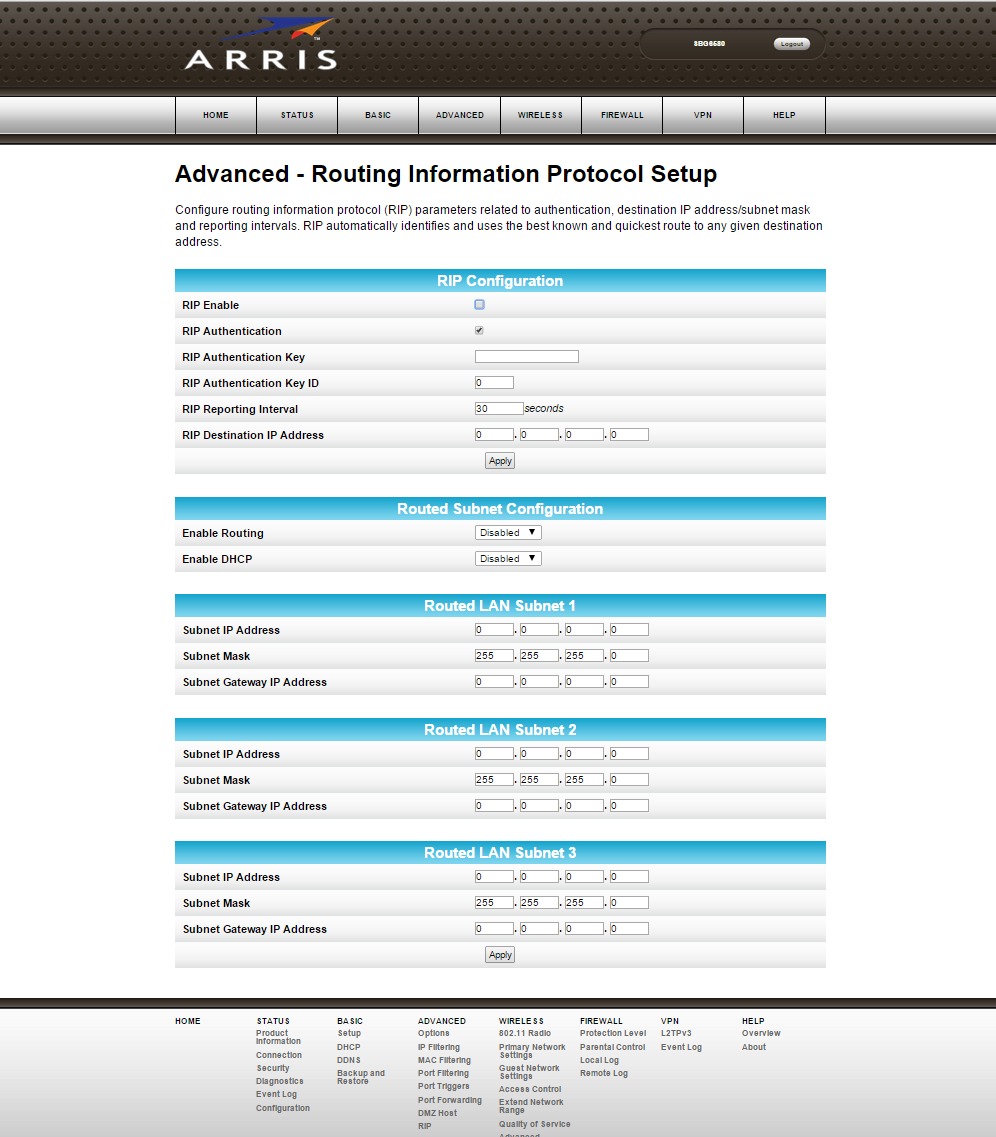 ARRIS
™
8BG6580
Logout
HOME STATUS BASIC ADVANCED WIRELESS FIREWALL VPN HELP
Advanced - Routing Information Protocol Setup
Configure routing information protocol (RIP) parameters related to authentication, destination IP address/subnet mask
and reporting intervals. RIP automatically identifies and uses the best known and quickest route to any given destination
address.
RIP Configuration
RIP Enable
RIP Authentication
RIP Authentication Key
RIP Authentication Key ID 0
RIP Reporting Interval 30 seconds
RIP Destination IP Address 0 . 0 . 0 . 0
Apply
Routed Subnet Configuration
Enable Routing Disabled
Enable DHCP Disabled
Routed LAN Subnet 1
Subnet IP Address 0 . 0 . 0 . 0
Subnet Mask 255 . 255 . 255 . 0
Subnet Gateway IP Address 0 . 0 . 0 . 0
Routed LAN Subnet 2
Subnet IP Address 0 . 0 . 0 . 0
Subnet Mask 255 . 255 . 255 . 0
Subnet Gateway IP Address 0 . 0 . 0 . 0
Routed LAN Subnet 3
Subnet IP Address 0 . 0 . 0 . 0
Subnet Mask 255 . 255 . 255 . 0
Subnet Gateway IP Address 0 . 0 . 0 . 0
Apply
HOME
STATUS
Product
Information
Connection
Security
Diagnostics
Event Log
Configuration
BASIC
Setup
DHCP
DDNS
Backup and
Restore
ADVANCED
Options
IP Filtering
MAC Filtering
Port Filtering
Port Triggers
Port Forwarding
DMZ Host
RIP
WIRELESS
802.11 Radio
Primary Network
Settings
Guest Network
Settings
Access Control
Extend Network
Range
Quality of Service
Advanced
FIREWALL
Protection Level
Parental Control
Local Log
Remote Log
VPN
L2TPv3
Event Log
HELP
Overview
About